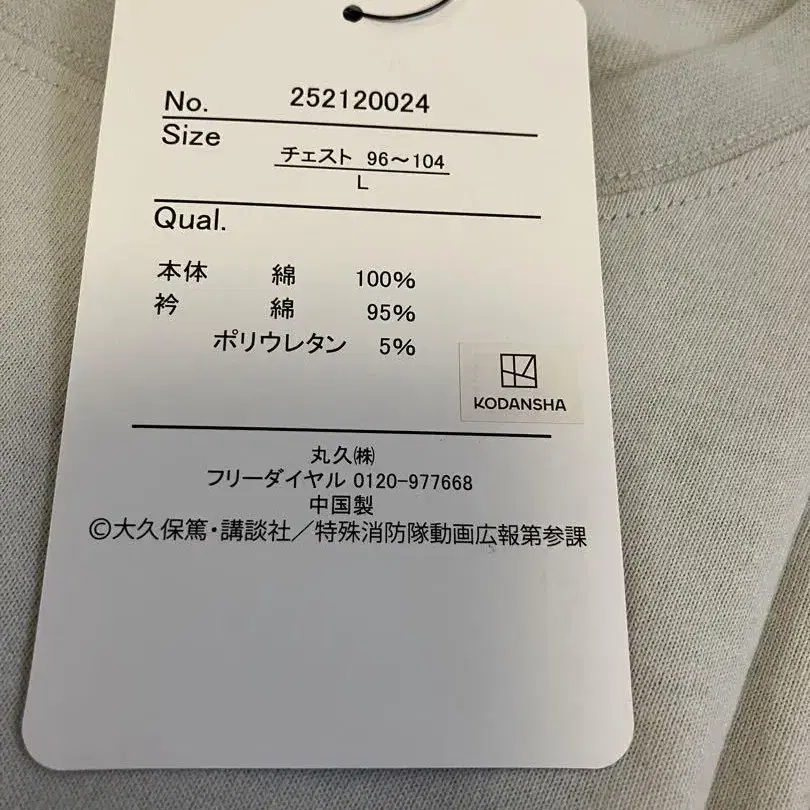 No. 252120024
Size
チェスト 96～104
L
Qual.
本体 綿 100%
衿 綿 95%
ポリウレタン 5%
KODANSHA
丸久㈱
フリーダイヤル 0120-977668
中国製
©大久保篤・講談社／特殊消防隊動画広報第参課